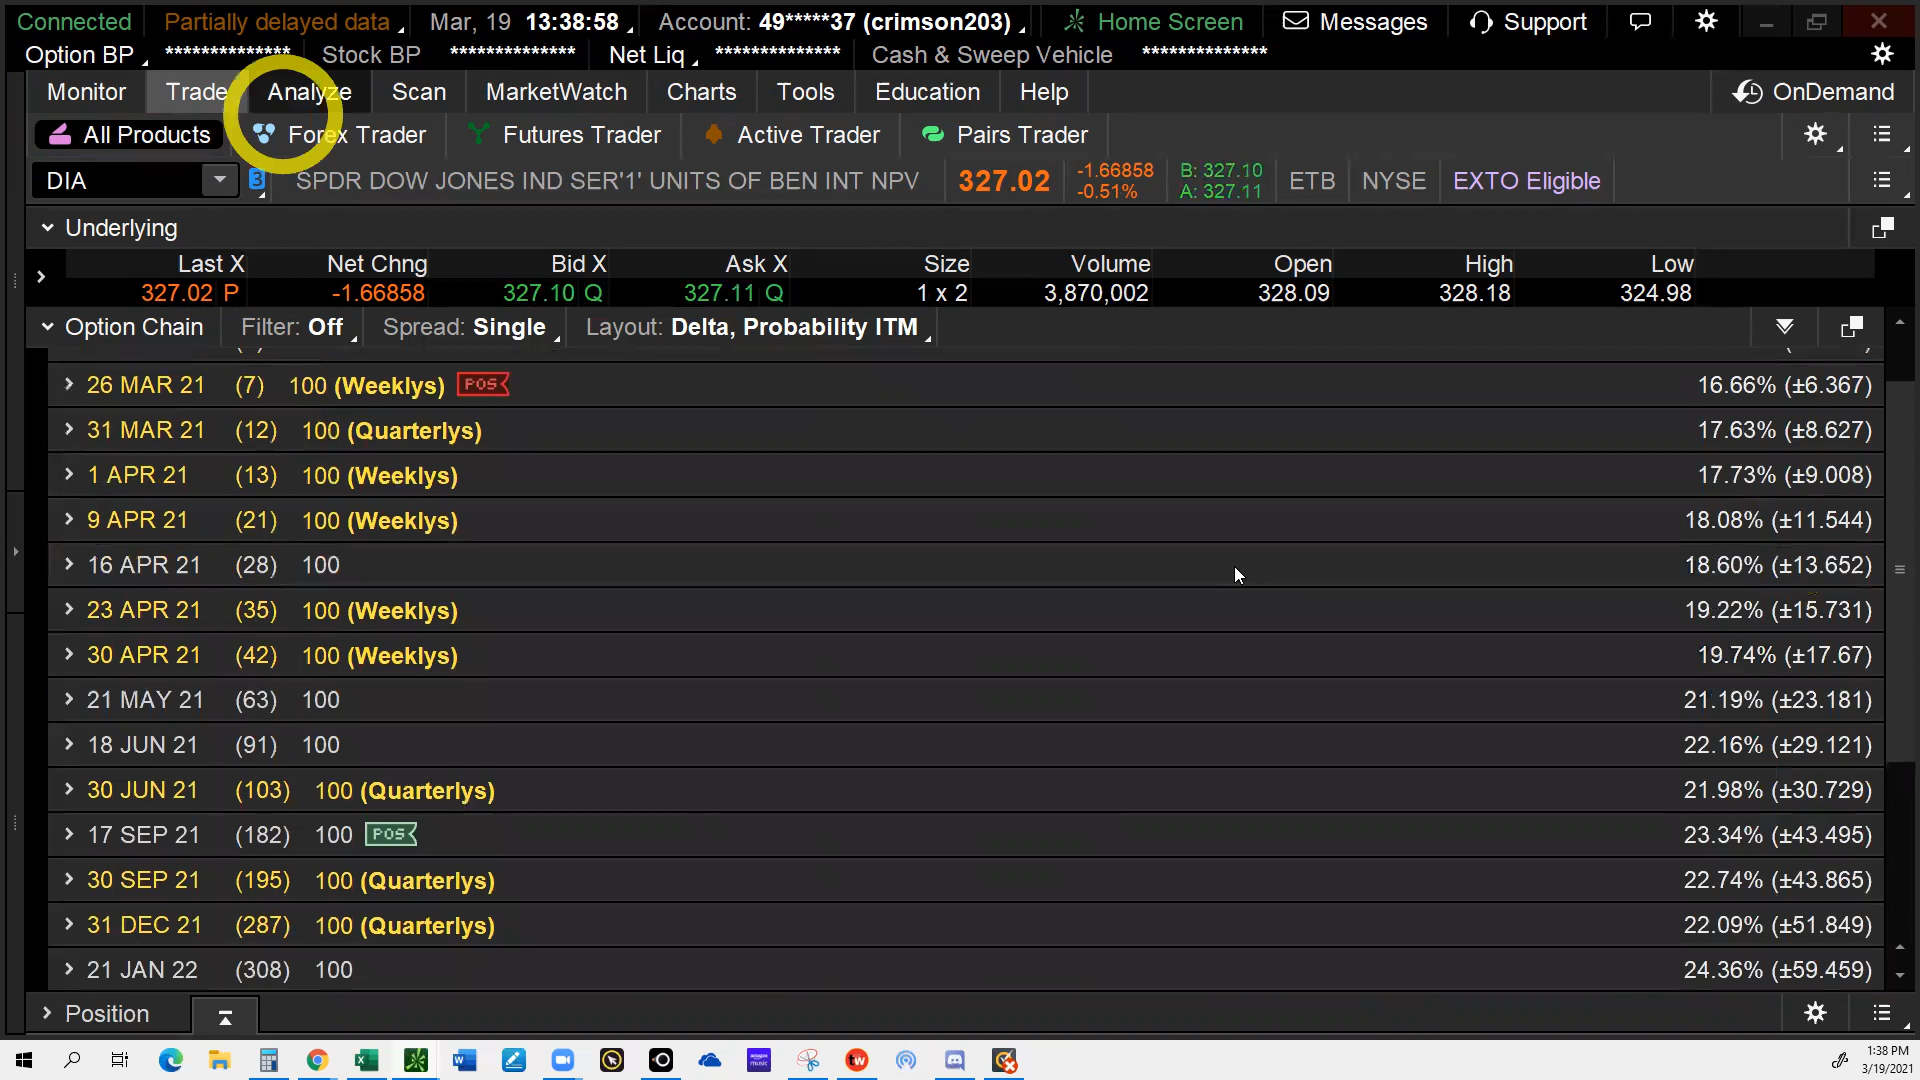 Connected Partially delayed data Mar, 19 13:38:58 Account: 49*****37 (crimson203) Home Screen Messages Support
Option BP ************** Stock BP ************** Net Liq ************** Cash & Sweep Vehicle **************
Monitor Trade Analyze Scan MarketWatch Charts Tools Education Help OnDemand
All Products Forex Trader Futures Trader Active Trader Pairs Trader
DIA 3 SPDR DOW JONES IND SER'1' UNITS OF BEN INT NPV 327.02 -1.66858 -0.51% B: 327.10 A: 327.11 ETB NYSE EXTO Eligible
Underlying
Last X Net Chng Bid X Ask X Size Volume Open High Low
327.02 P -1.66858 327.10 Q 327.11 Q 1 x 2 3,870,002 328.09 328.18 324.98
Option Chain Filter: Off Spread: Single Layout: Delta, Probability ITM
26 MAR 21 (7) 100 (Weeklys) POS 16.66% (±6.367)
31 MAR 21 (12) 100 (Quarterlys) 17.63% (±8.627)
1 APR 21 (13) 100 (Weeklys) 17.73% (±9.008)
9 APR 21 (21) 100 (Weeklys) 18.08% (±11.544)
16 APR 21 (28) 100 18.60% (±13.652)
23 APR 21 (35) 100 (Weeklys) 19.22% (±15.731)
30 APR 21 (42) 100 (Weeklys) 19.74% (±17.67)
21 MAY 21 (63) 100 21.19% (±23.181)
18 JUN 21 (91) 100 22.16% (±29.121)
30 JUN 21 (103) 100 (Quarterlys) 21.98% (±30.729)
17 SEP 21 (182) 100 POS 23.34% (±43.495)
30 SEP 21 (195) 100 (Quarterlys) 22.74% (±43.865)
31 DEC 21 (287) 100 (Quarterlys) 22.09% (±51.849)
21 JAN 22 (308) 100 24.36% (±59.459)
Position
1:38 PM
3/19/2021